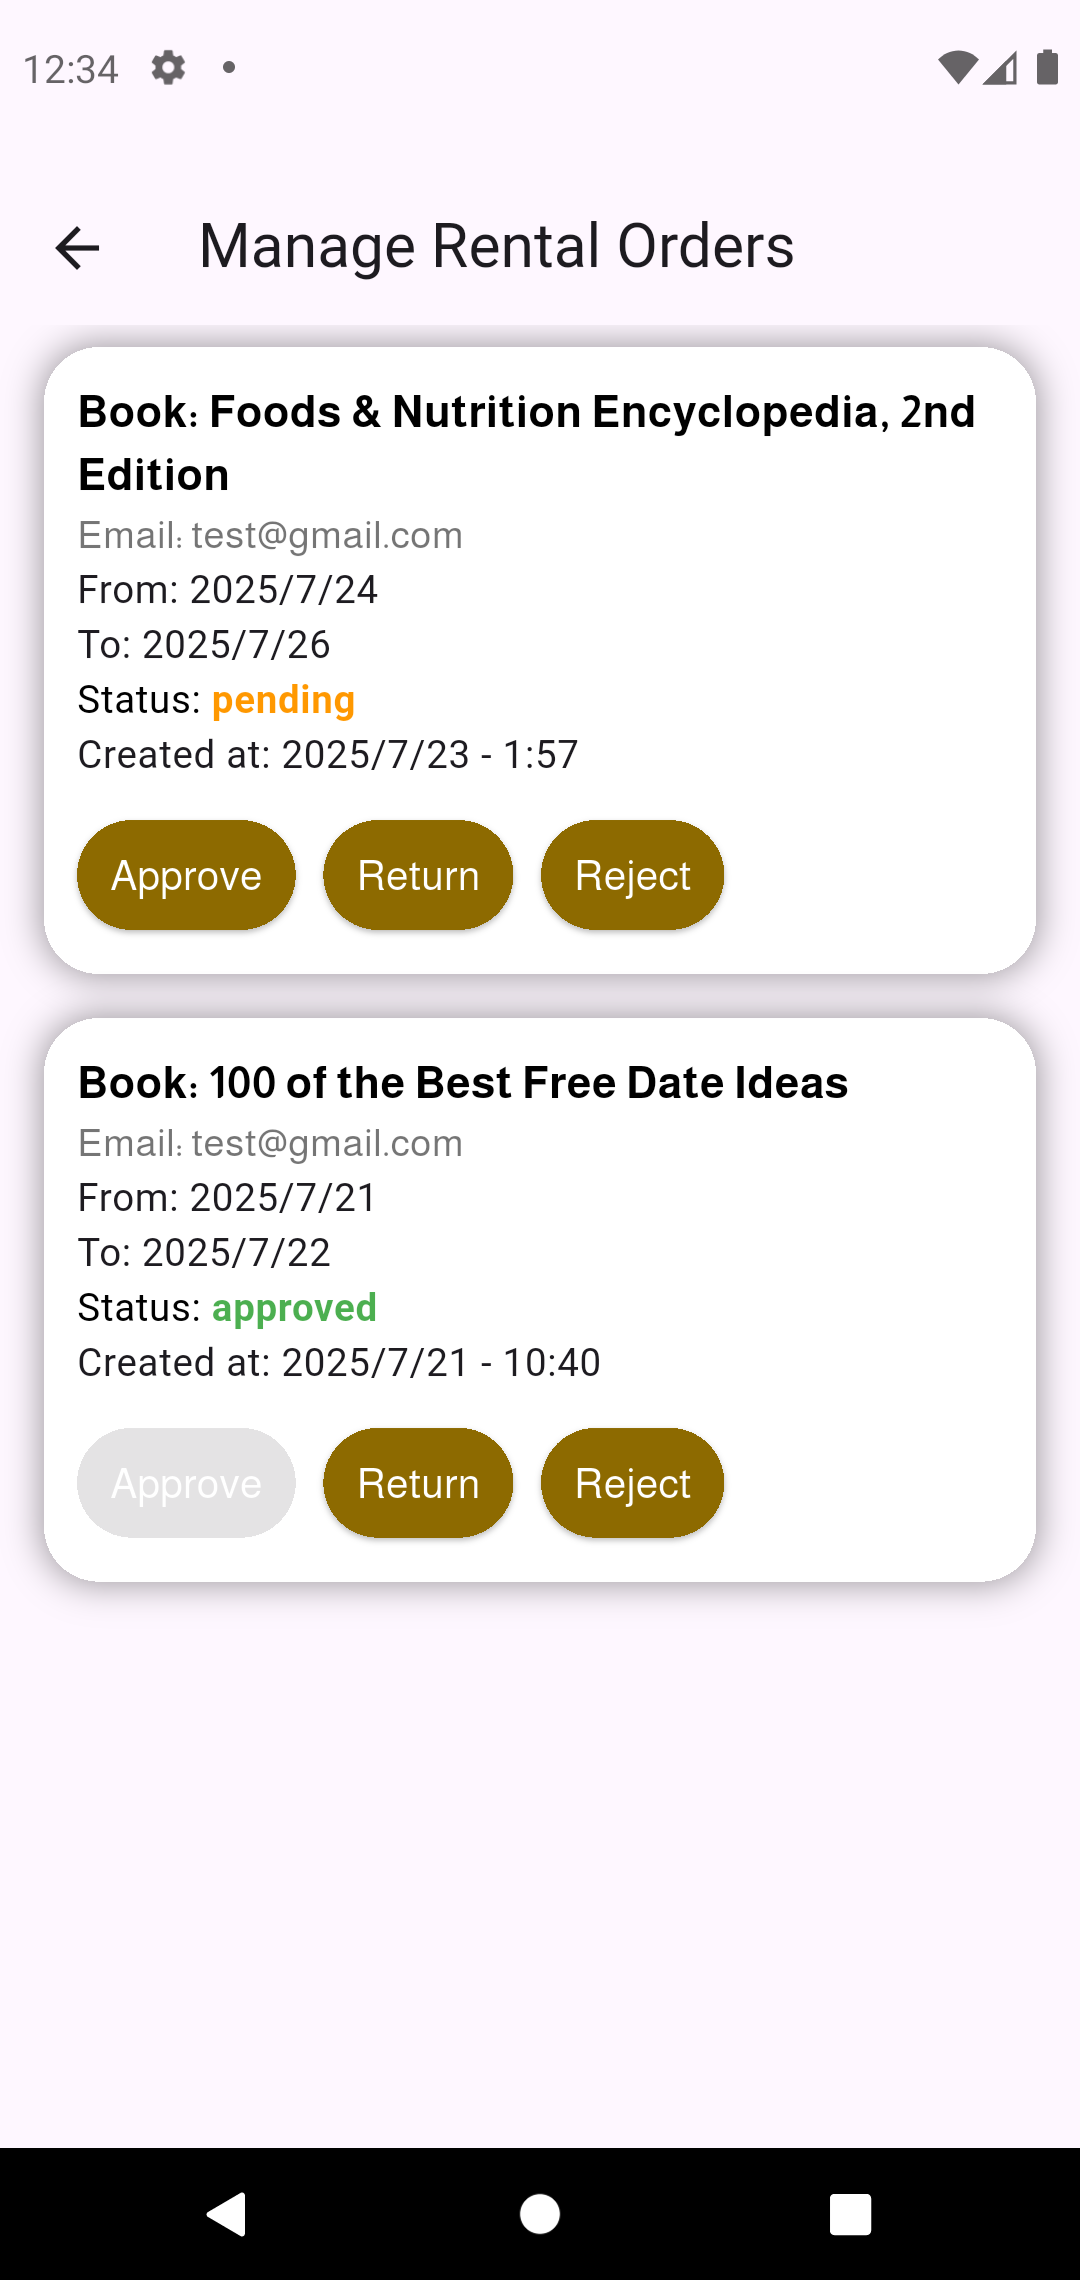 12:34
Manage Rental Orders
Book: Foods & Nutrition Encyclopedia, 2nd
Edition
Email: test@gmail.com
From: 2025/7/24
To: 2025/7/26
Status: pending
Created at: 2025/7/23 - 1:57
Approve Return Reject
Book: 100 of the Best Free Date Ideas
Email: test@gmail.com
From: 2025/7/21
To: 2025/7/22
Status: approved
Created at: 2025/7/21 - 10:40
Approve Return Reject